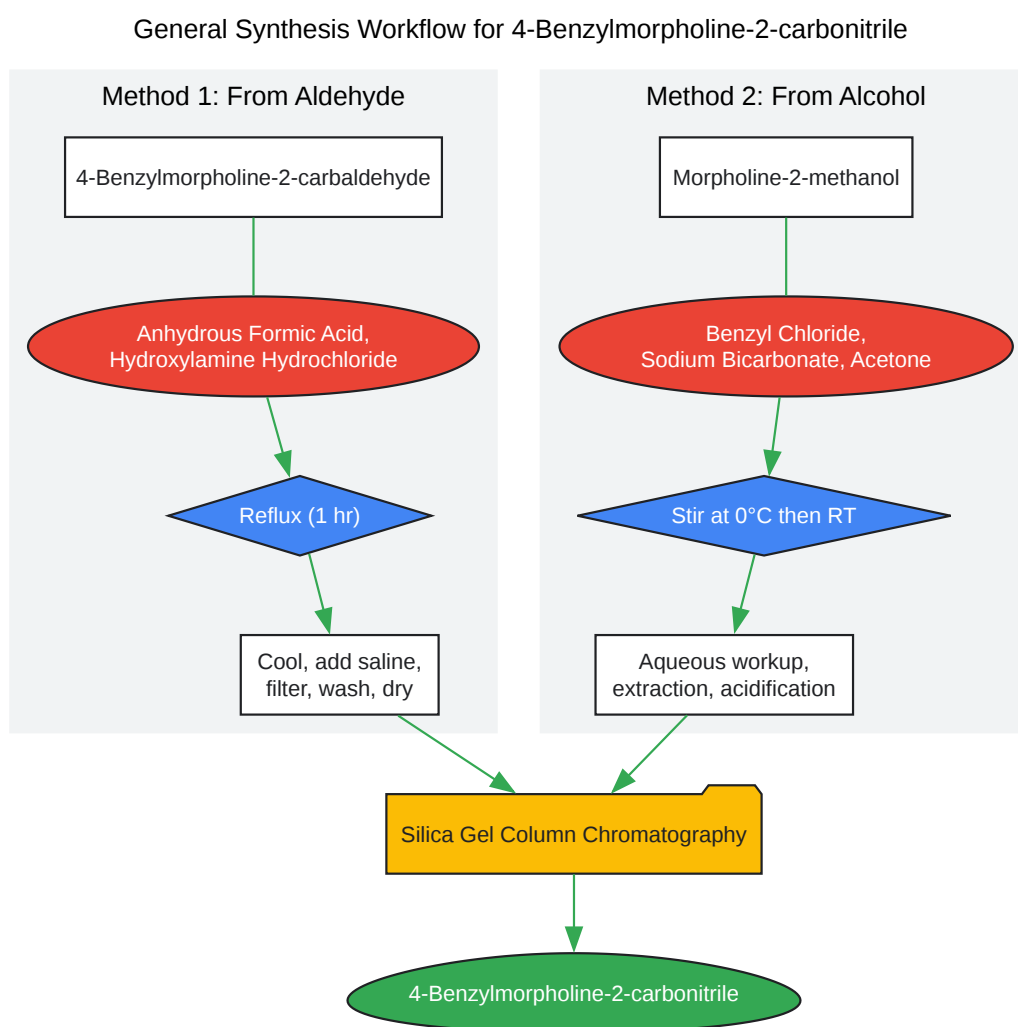 General Synthesis Workflow for 4-Benzylmorpholine-2-carbonitrile
Method 1: From Aldehyde
4-Benzylmorpholine-2-carbaldehyde
Anhydrous Formic Acid,
Hydroxylamine Hydrochloride
Reflux (1 hr)
Cool, add saline,
filter, wash, dry
Method 2: From Alcohol
Morpholine-2-methanol
Benzyl Chloride,
Sodium Bicarbonate, Acetone
Stir at 0°C then RT
Aqueous workup,
extraction, acidification
Silica Gel Column Chromatography
4-Benzylmorpholine-2-carbonitrile